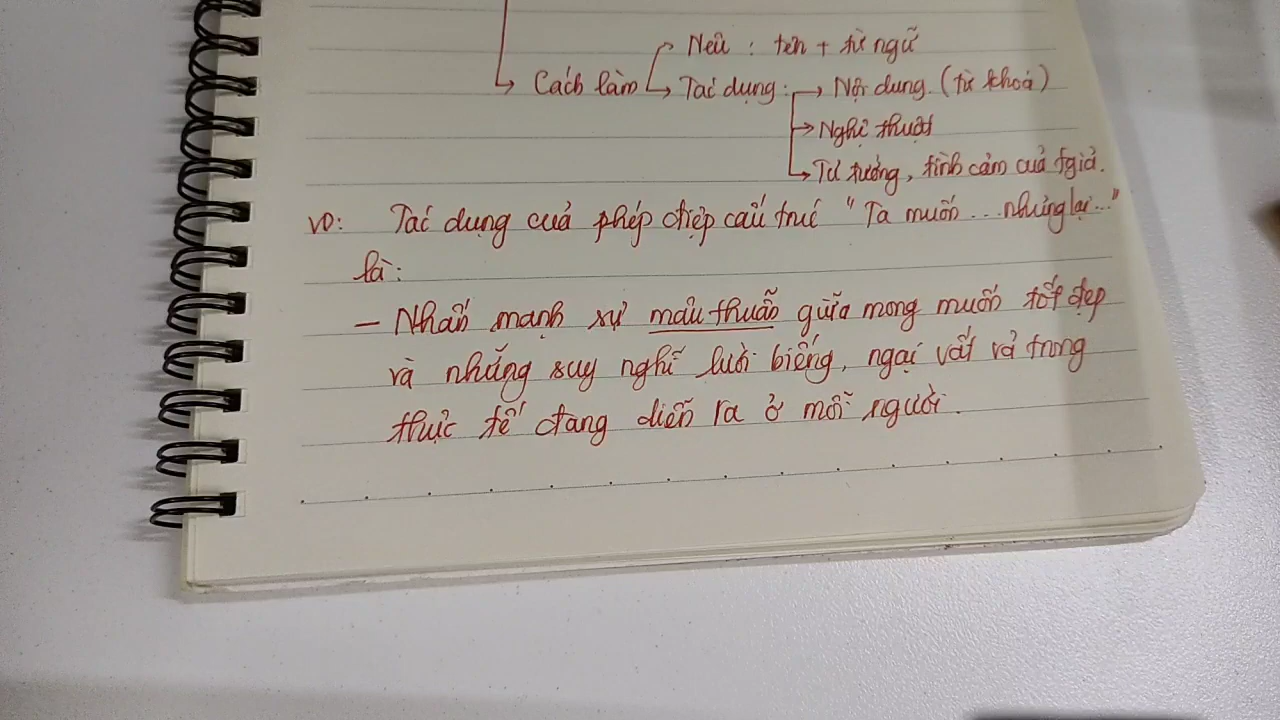 Nêu : tên + từ ngữ
Cách làm Tác dụng : Nội dung. (từ khoá)
Nghệ thuật
Tư tưởng, tình cảm của tgiả.
VD: Tác dụng của phép điệp cấu trúc "Ta muốn ... nhưng lại ..."
là:
- Nhấn mạnh sự mâu thuẫn giữa mong muốn tốt đẹp
và những suy nghĩ lười biếng, ngại vất vả trong
thực tế đang diễn ra ở mỗi người.